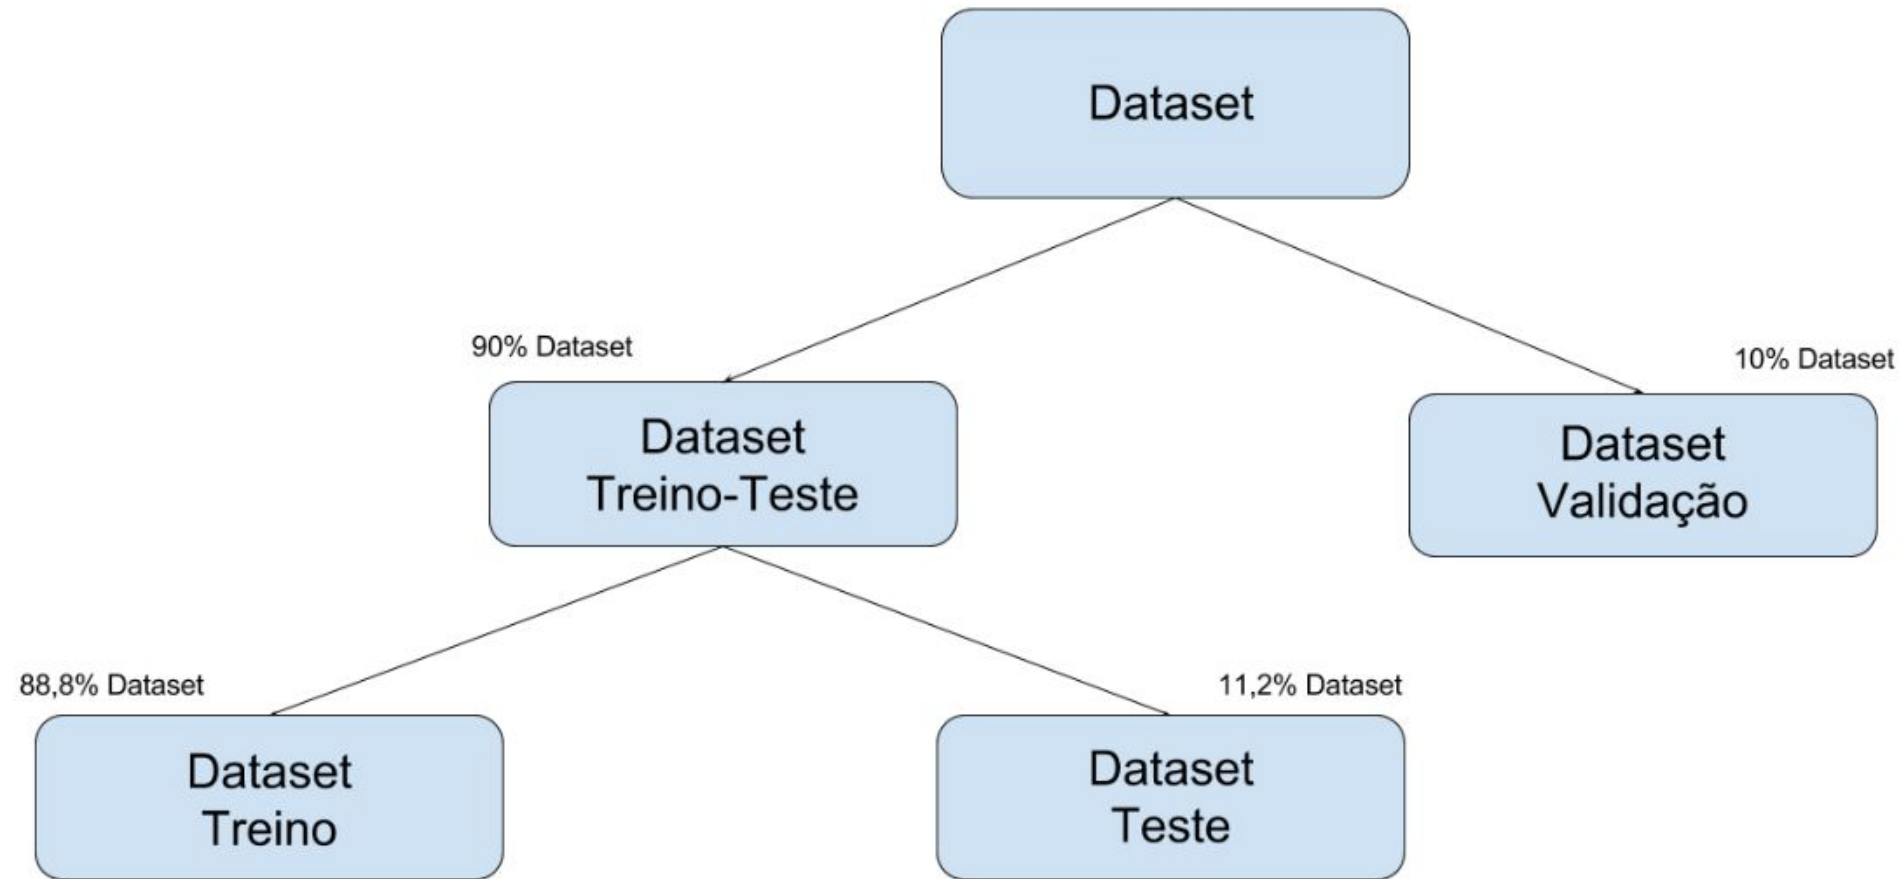 Dataset
90% Dataset
10% Dataset
Dataset
Treino-Teste
Dataset
Validação
88,8% Dataset
11,2% Dataset
Dataset
Treino
Dataset
Teste